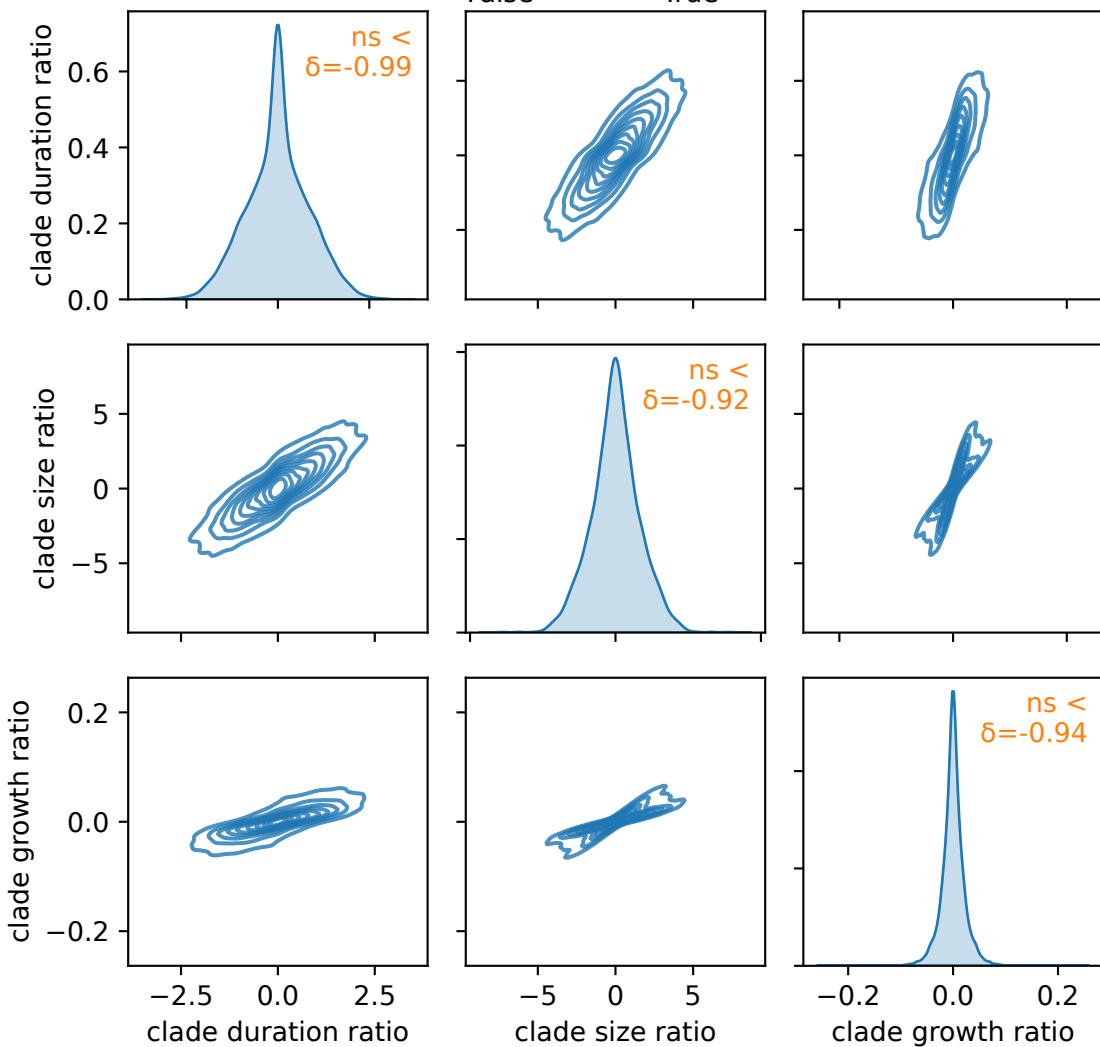 clade duration ratio
0.6
0.4
0.2
0.0
ns <
δ=-0.99
clade size ratio
5
0
−5
ns <
δ=-0.92
clade growth ratio
0.2
0.0
−0.2
ns <
δ=-0.94
−2.5 0.0 2.5
−5 0 5
−0.2 0.0 0.2
clade duration ratio
clade size ratio
clade growth ratio